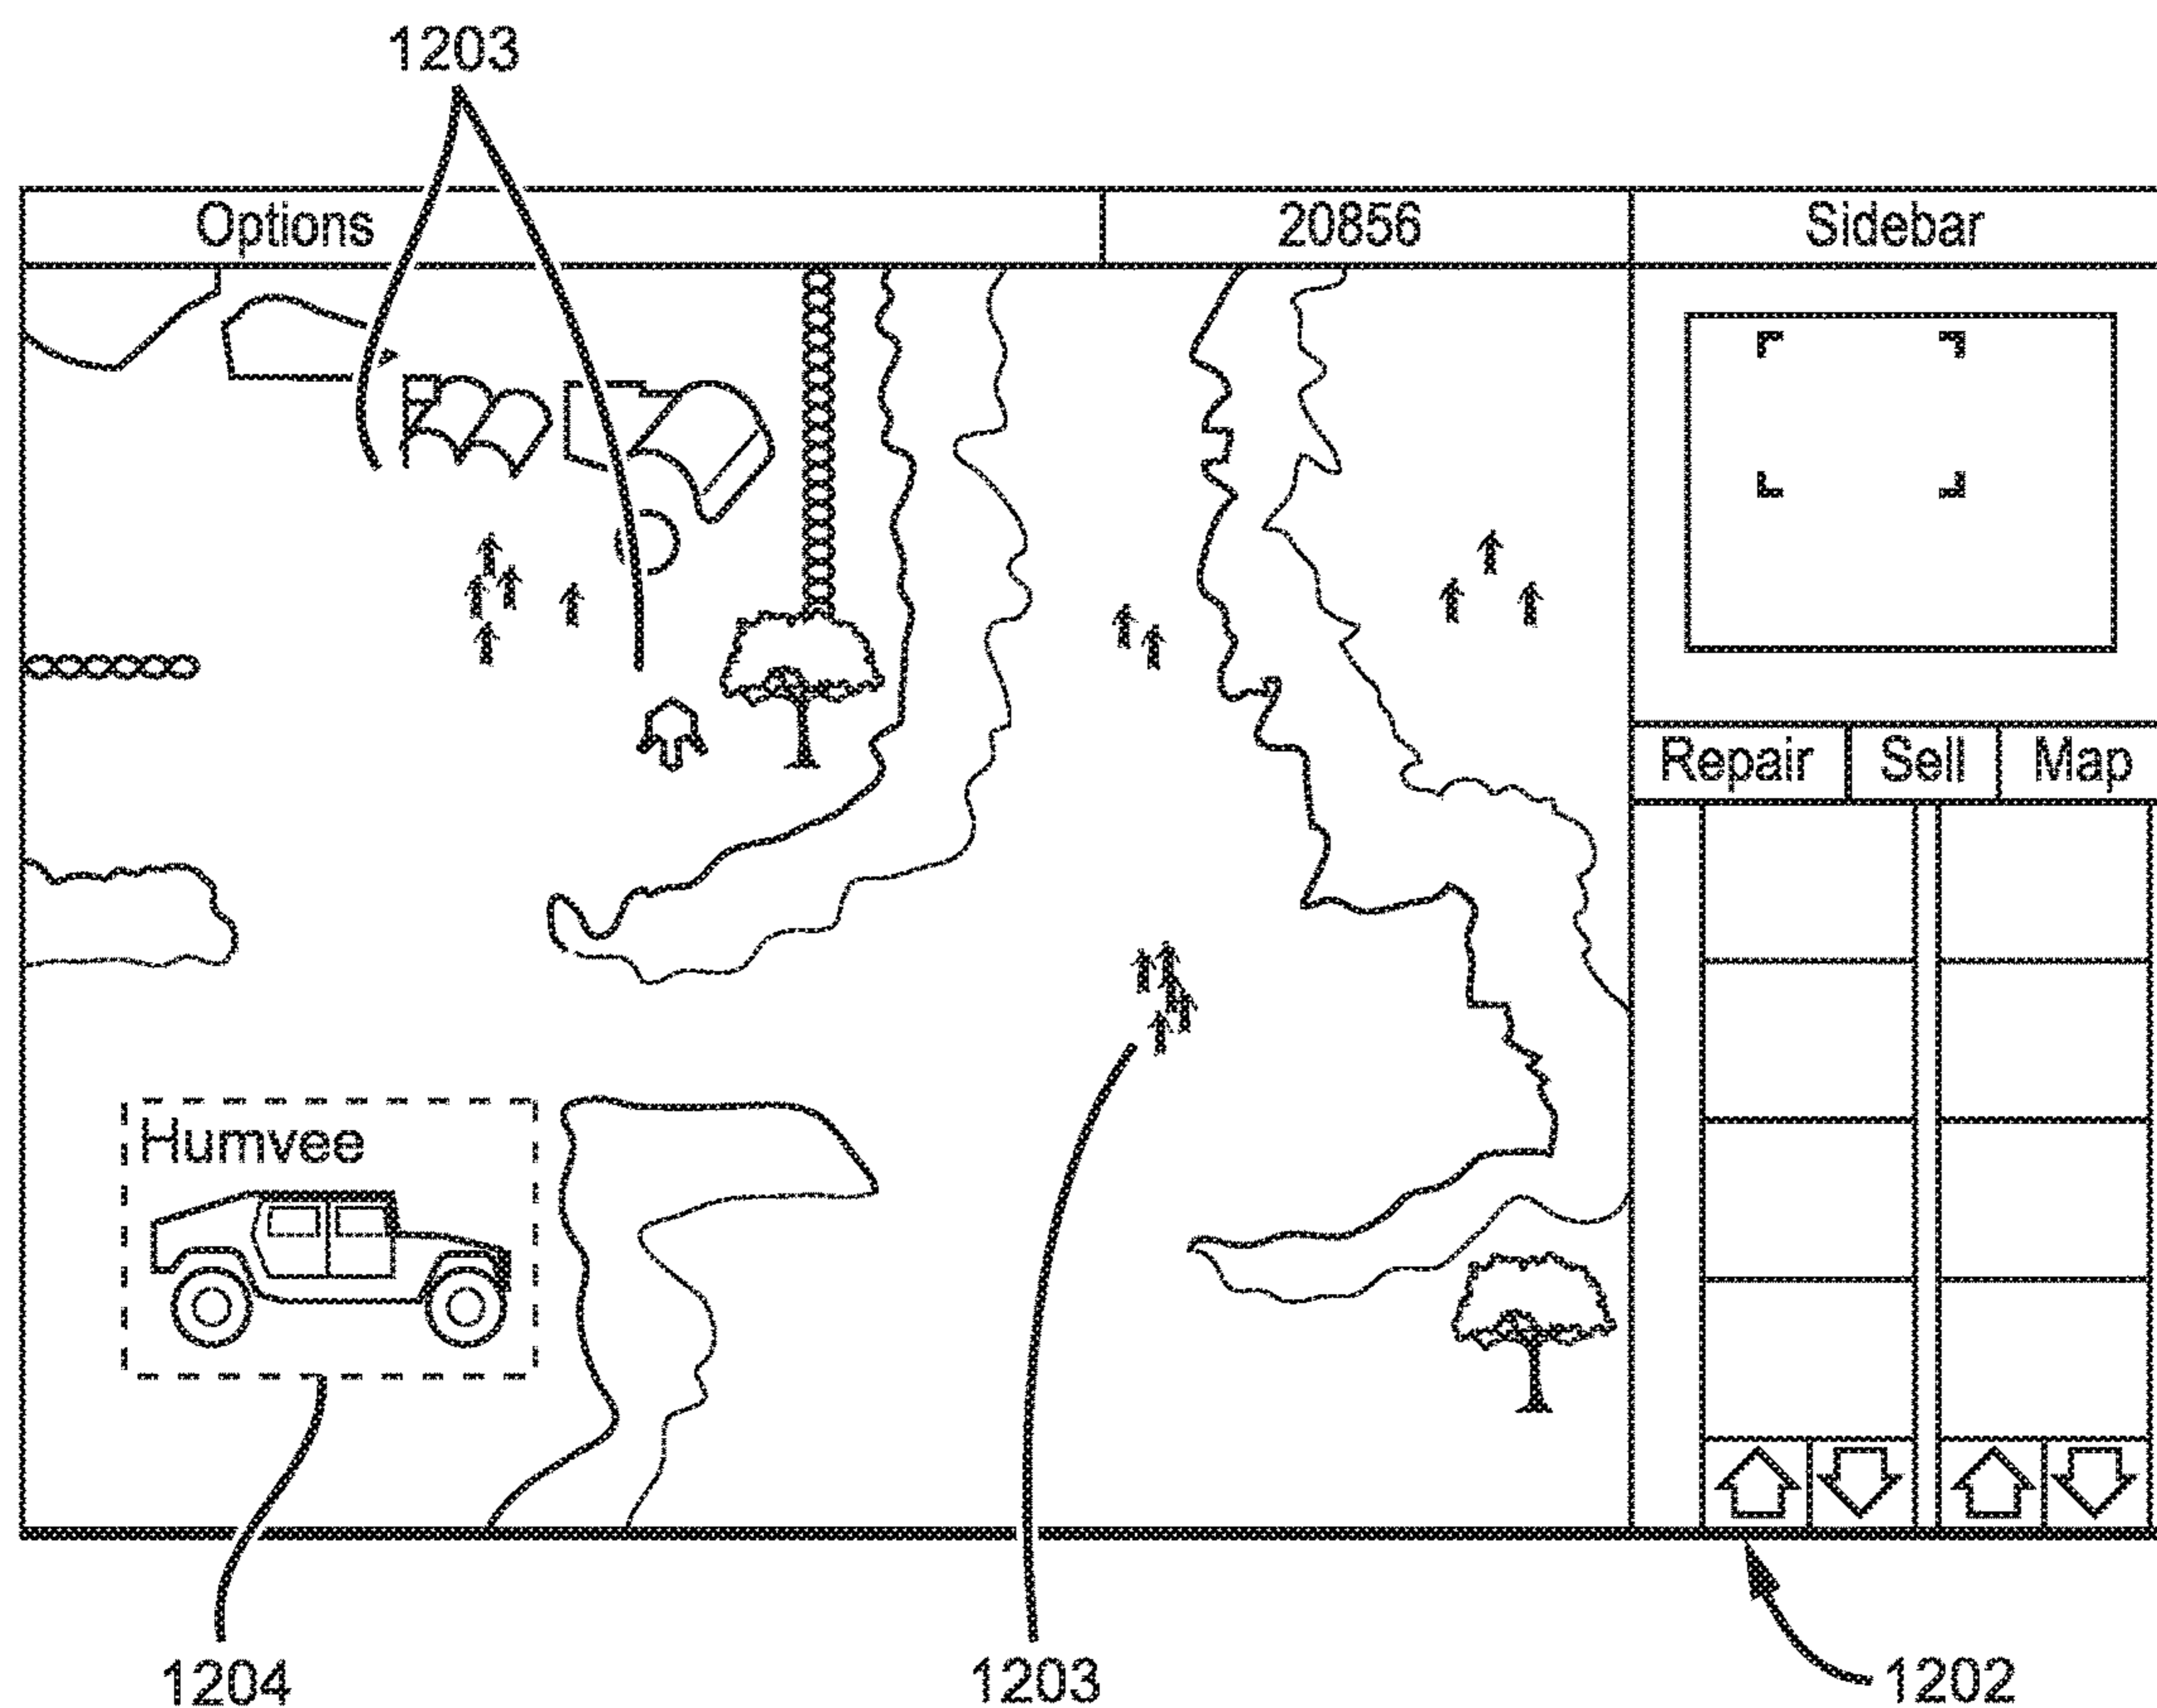 1203
Options 20856 Sidebar
Repair Sell Map
Humvee
1204 1203 1202